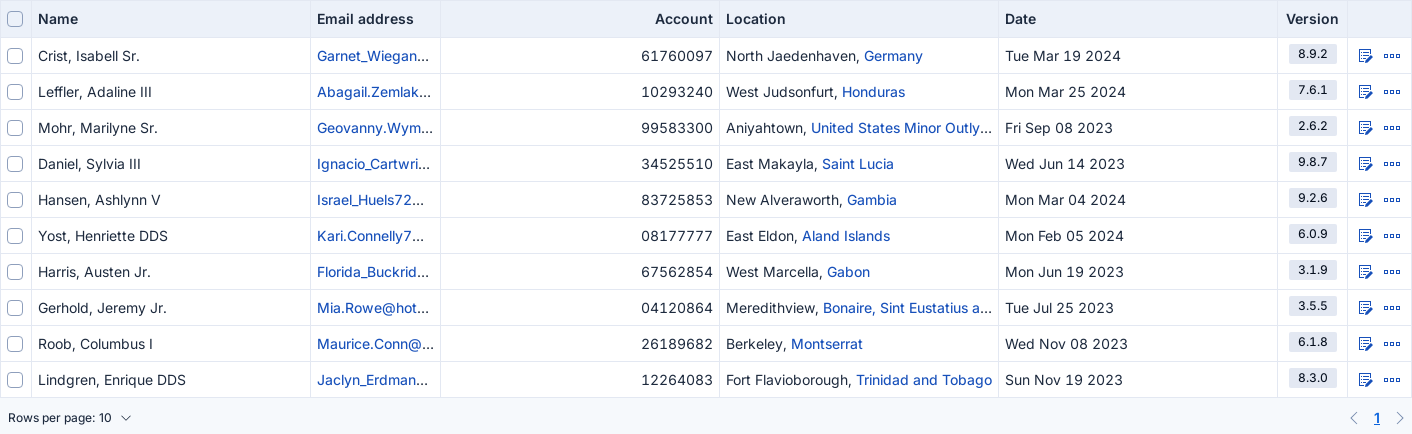 Name Email address Account Location Date Version
Crist, Isabell Sr. Garnet_Wiegan... 61760097 North Jaedenhaven, Germany Tue Mar 19 2024 8.9.2
Leffler, Adaline III Abagail.Zemlak... 10293240 West Judsonfurt, Honduras Mon Mar 25 2024 7.6.1
Mohr, Marilyne Sr. Geovanny.Wym... 99583300 Aniyahtown, United States Minor Outly... Fri Sep 08 2023 2.6.2
Daniel, Sylvia III Ignacio_Cartwri... 34525510 East Makayla, Saint Lucia Wed Jun 14 2023 9.8.7
Hansen, Ashlynn V Israel_Huels72... 83725853 New Alveraworth, Gambia Mon Mar 04 2024 9.2.6
Yost, Henriette DDS Kari.Connelly7... 08177777 East Eldon, Aland Islands Mon Feb 05 2024 6.0.9
Harris, Austen Jr. Florida_Buckrid... 67562854 West Marcella, Gabon Mon Jun 19 2023 3.1.9
Gerhold, Jeremy Jr. Mia.Rowe@hot... 04120864 Meredithview, Bonaire, Sint Eustatius a... Tue Jul 25 2023 3.5.5
Roob, Columbus I Maurice.Conn@... 26189682 Berkeley, Montserrat Wed Nov 08 2023 6.1.8
Lindgren, Enrique DDS Jaclyn_Erdman... 12264083 Fort Flavioborough, Trinidad and Tobago Sun Nov 19 2023 8.3.0
Rows per page: 10 1